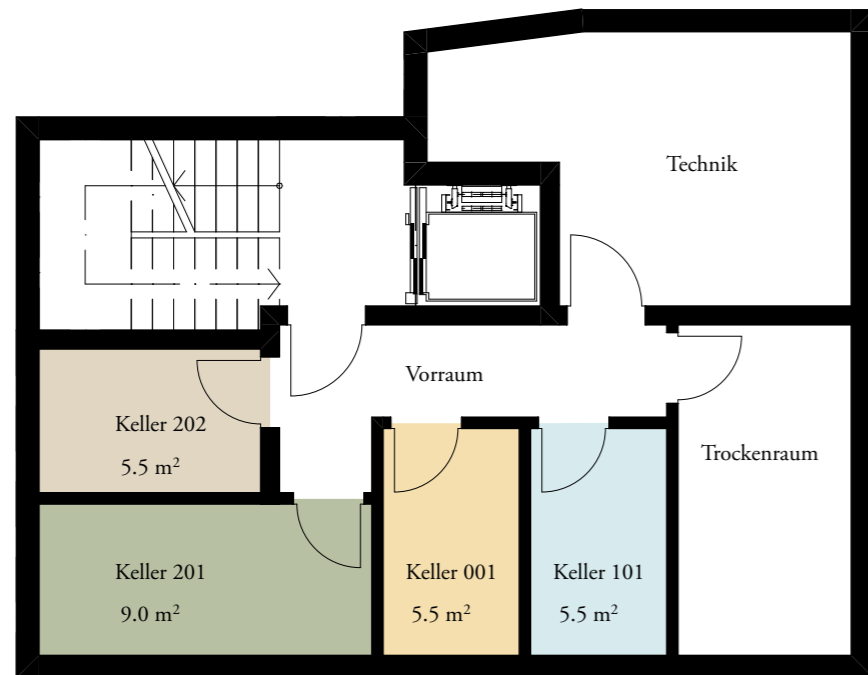 Technik
Vorraum
Keller 202
5.5 m²
Trockenraum
Keller 201
9.0 m²
Keller 001
5.5 m²
Keller 101
5.5 m²